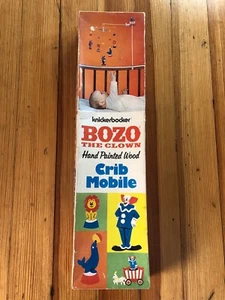 knickerbocker
BOZO
THE CLOWN
Hand Painted Wood
Crib
Mobile